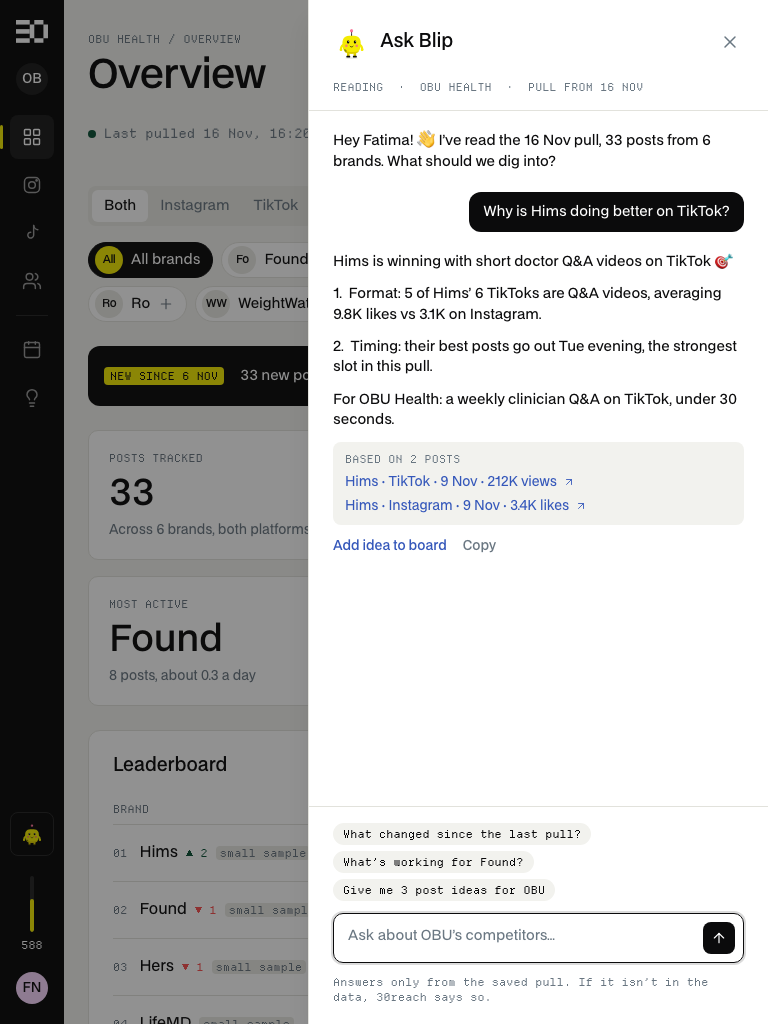 OB
OBU HEALTH / OVERVIEW
Overview
Last pulled 16 Nov, 16:20
Both Instagram TikTok
All All brands Fo Found
Ro Ro WW WeightWat
NEW SINCE 6 NOV 33 new po
POSTS TRACKED
33
Across 6 brands, both platforms
MOST ACTIVE
Found
8 posts, about 0.3 a day
Leaderboard
BRAND
01 Hims ▲ 2 small sample
02 Found ▼ 1 small sampl
03 Hers ▼ 1 small sample
04 LifeMD small sample
588
FN
Ask Blip
READING · OBU HEALTH · PULL FROM 16 NOV
Hey Fatima! 👋 I've read the 16 Nov pull, 33 posts from 6
brands. What should we dig into?
Why is Hims doing better on TikTok?
Hims is winning with short doctor Q&A videos on TikTok 🎯
1. Format: 5 of Hims' 6 TikToks are Q&A videos, averaging
9.8K likes vs 3.1K on Instagram.
2. Timing: their best posts go out Tue evening, the strongest
slot in this pull.
For OBU Health: a weekly clinician Q&A on TikTok, under 30
seconds.
BASED ON 2 POSTS
Hims · TikTok · 9 Nov · 212K views ↗
Hims · Instagram · 9 Nov · 3.4K likes ↗
Add idea to board Copy
What changed since the last pull?
What's working for Found?
Give me 3 post ideas for OBU
Ask about OBU's competitors…
Answers only from the saved pull. If it isn't in the
data, 30reach says so.